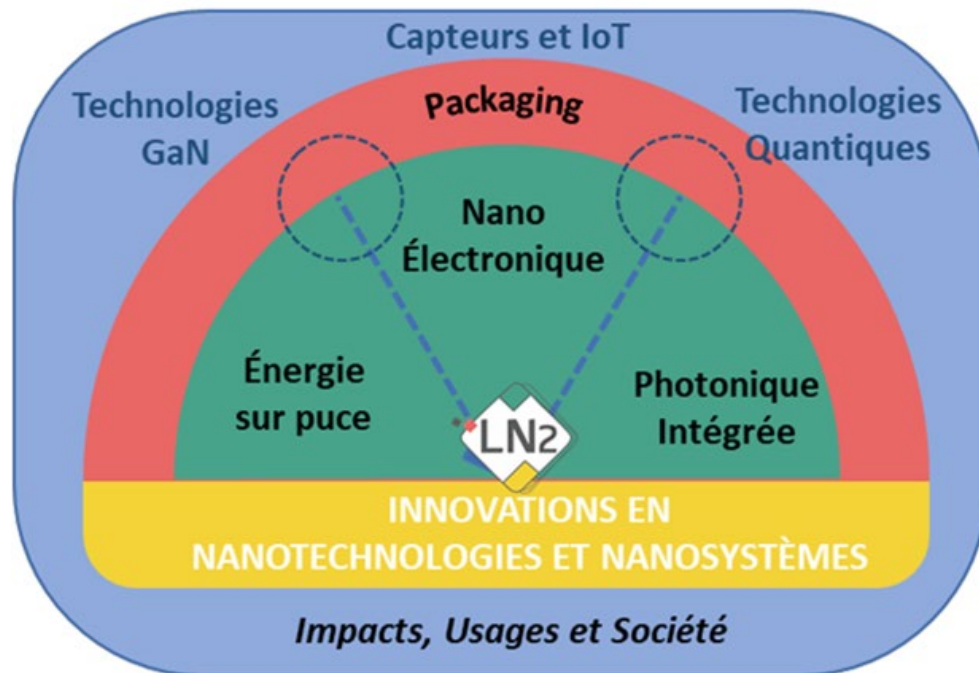 Capteurs et IoT
Technologies
GaN
Packaging
Technologies
Quantiques
Nano
Électronique
Énergie
sur puce
Photonique
Intégrée
LN2
INNOVATIONS EN
NANOTECHNOLOGIES ET NANOSYSTÈMES
Impacts, Usages et Société